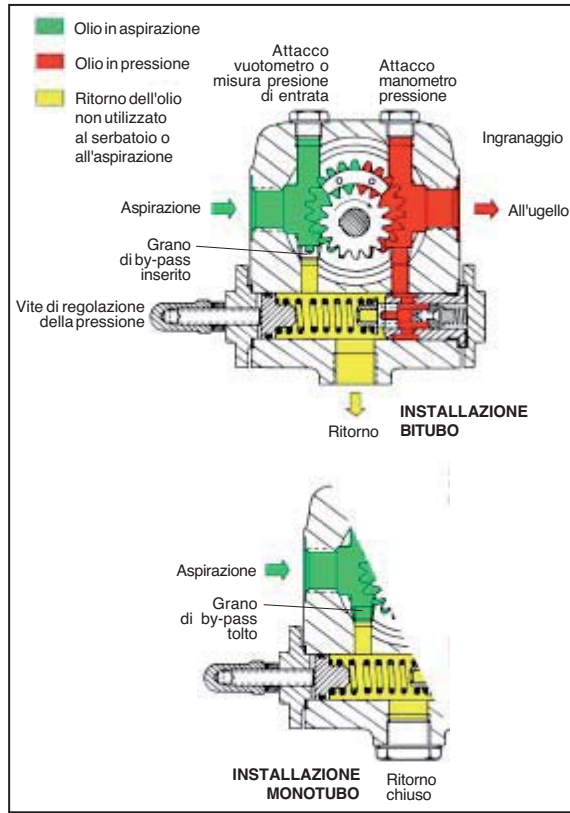 Olio in aspirazione
Olio in pressione
Ritorno dell'olio
non utilizzato
al serbatoio o
all'aspirazione
Attacco
vuotometro o
misura presione
di entrata
Attacco
manometro
pressione
Ingranaggio
Aspirazione
All'ugello
Grano
di by-pass
inserito
Vite di regolazione
della pressione
Ritorno
INSTALLAZIONE
BITUBO
Aspirazione
Grano
di by-pass
tolto
INSTALLAZIONE
MONOTUBO
Ritorno
chiuso